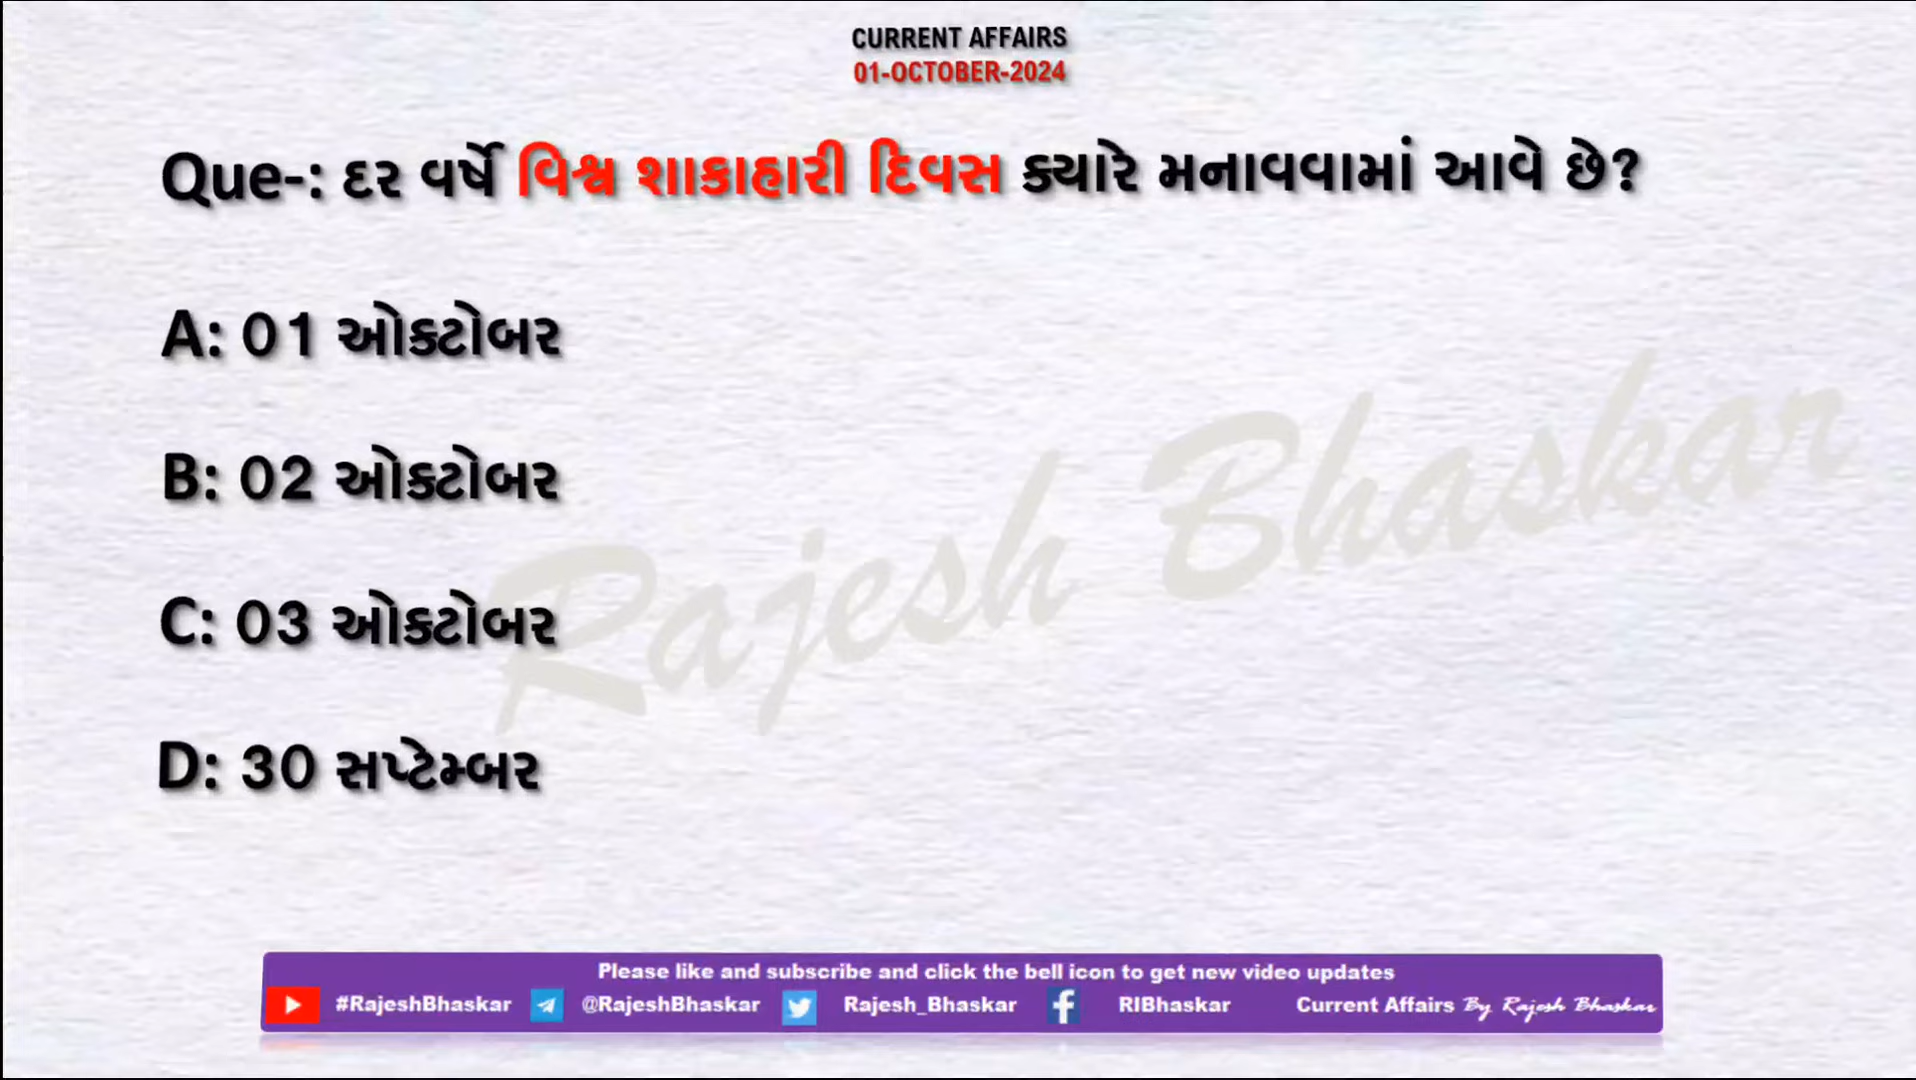 CURRENT AFFAIRS
01-OCTOBER-2024
Que-: દર વર્ષે વિશ્વ શાકાહારી દિવસ ક્યારે મનાવવામાં આવે છે?
A: 01 ઓક્ટોબર
B: 02 ઓક્ટોબર
C: 03 ઓક્ટોબર
D: 30 સપ્ટેમ્બર
Rajesh Bhaskar
Please like and subscribe and click the bell icon to get new video updates
#RajeshBhaskar @RajeshBhaskar Rajesh_Bhaskar RIBhaskar Current Affairs By Rajesh Bhaskar